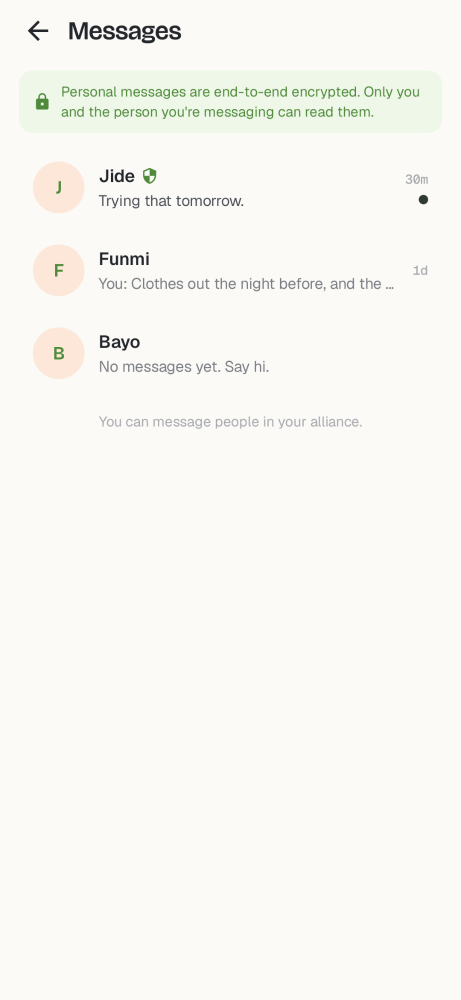 Messages
Personal messages are end-to-end encrypted. Only you
and the person you're messaging can read them.
J
Jide
30m
Trying that tomorrow.
F
Funmi
You: Clothes out the night before, and the ...
1d
B
Bayo
No messages yet. Say hi.
You can message people in your alliance.